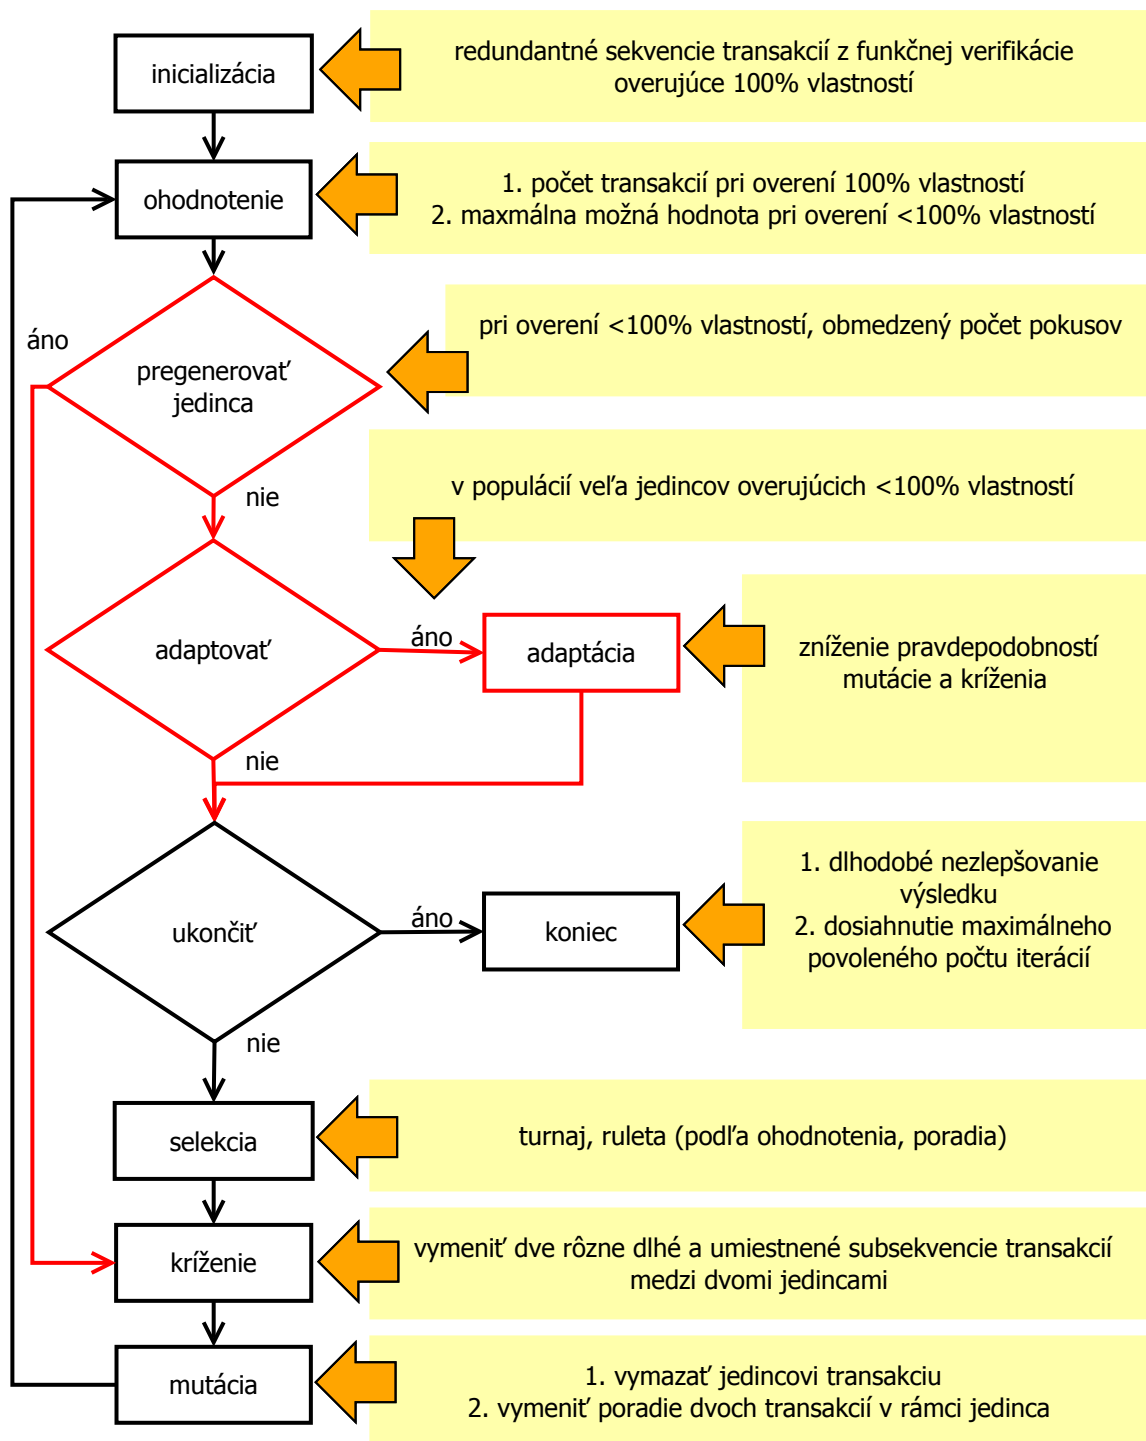 inicializácia
redundantné sekvencie transakcií z funkčnej verifikácie
overujúce 100% vlastností
ohodnotenie
1. počet transakcií pri overení 100% vlastností
2. maxmálna možná hodnota pri overení <100% vlastností
áno
pregenerovať
jedinca
pri overení <100% vlastností, obmedzený počet pokusov
nie
v populácií veľa jedincov overujúcich <100% vlastností
adaptovať
áno
adaptácia
zníženie pravdepodobností
mutácie a kríženia
nie
ukončiť
áno
koniec
1. dlhodobé nezlepšovanie
výsledku
2. dosiahnutie maximálneho
povoleného počtu iterácií
nie
selekcia
turnaj, ruleta (podľa ohodnotenia, poradia)
kríženie
vymeniť dve rôzne dlhé a umiestnené subsekvencie transakcií
medzi dvomi jedincami
mutácia
1. vymazať jedincovi transakciu
2. vymeniť poradie dvoch transakcií v rámci jedinca